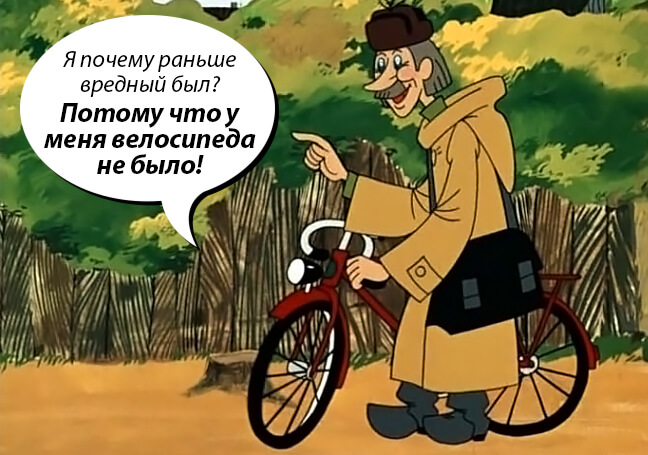 Я почему раньше
вредный был?
Потому что у
меня велосипеда
не было!